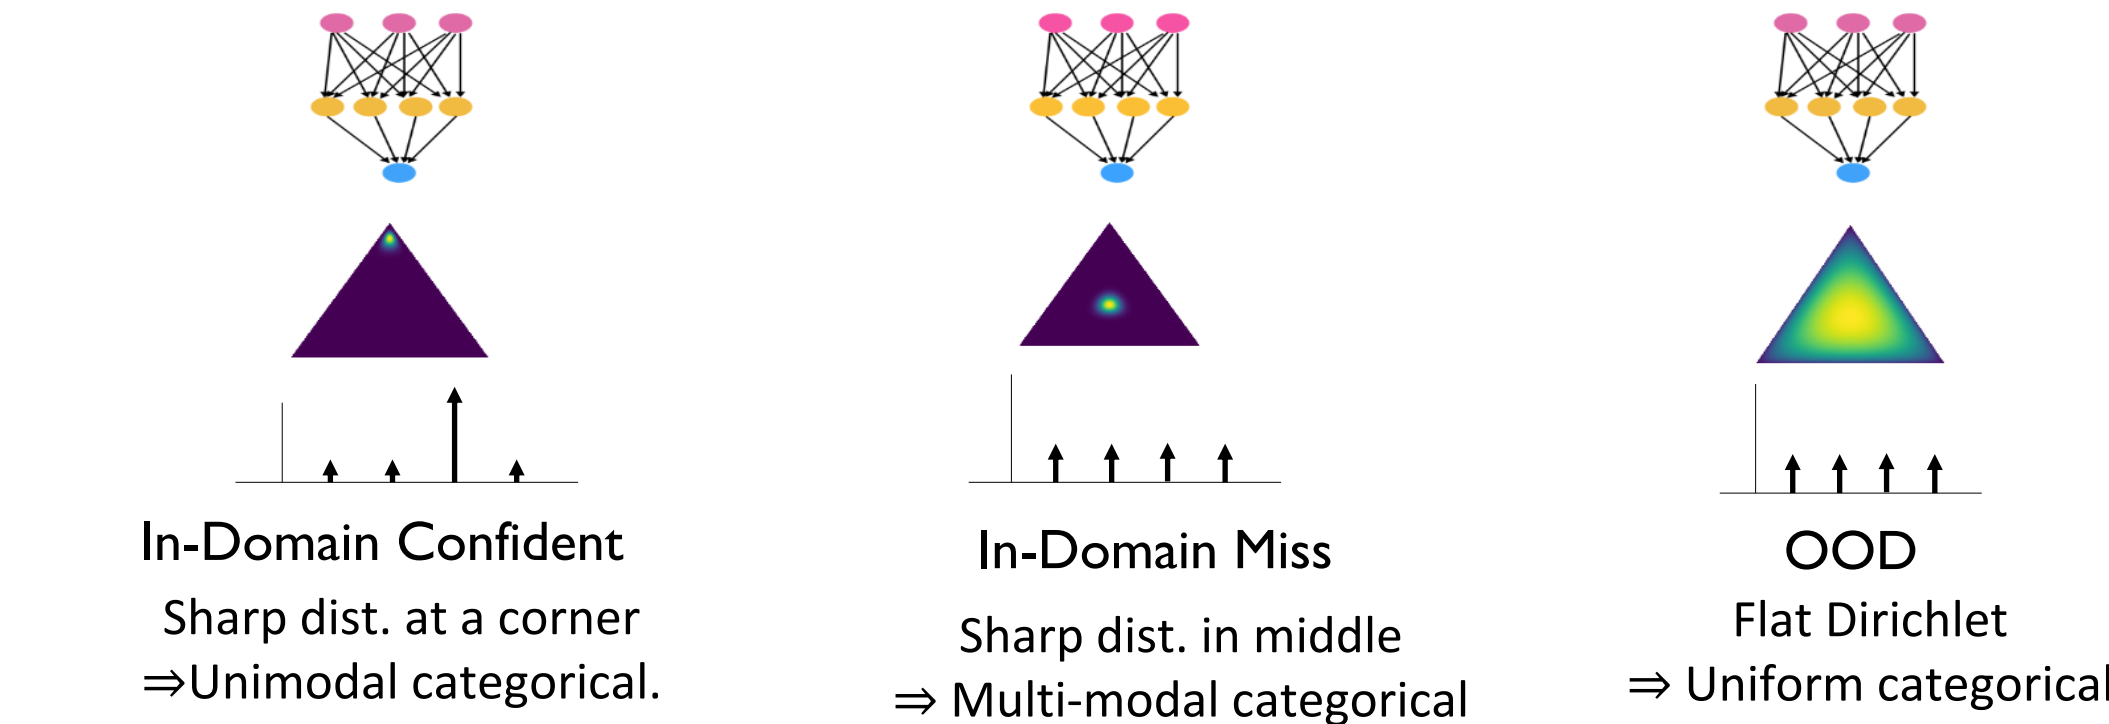 In-Domain Confident
Sharp dist. at a corner
⇒Unimodal categorical.
In-Domain Miss
Sharp dist. in middle
⇒ Multi-modal categorical
OOD
Flat Dirichlet
⇒ Uniform categorical